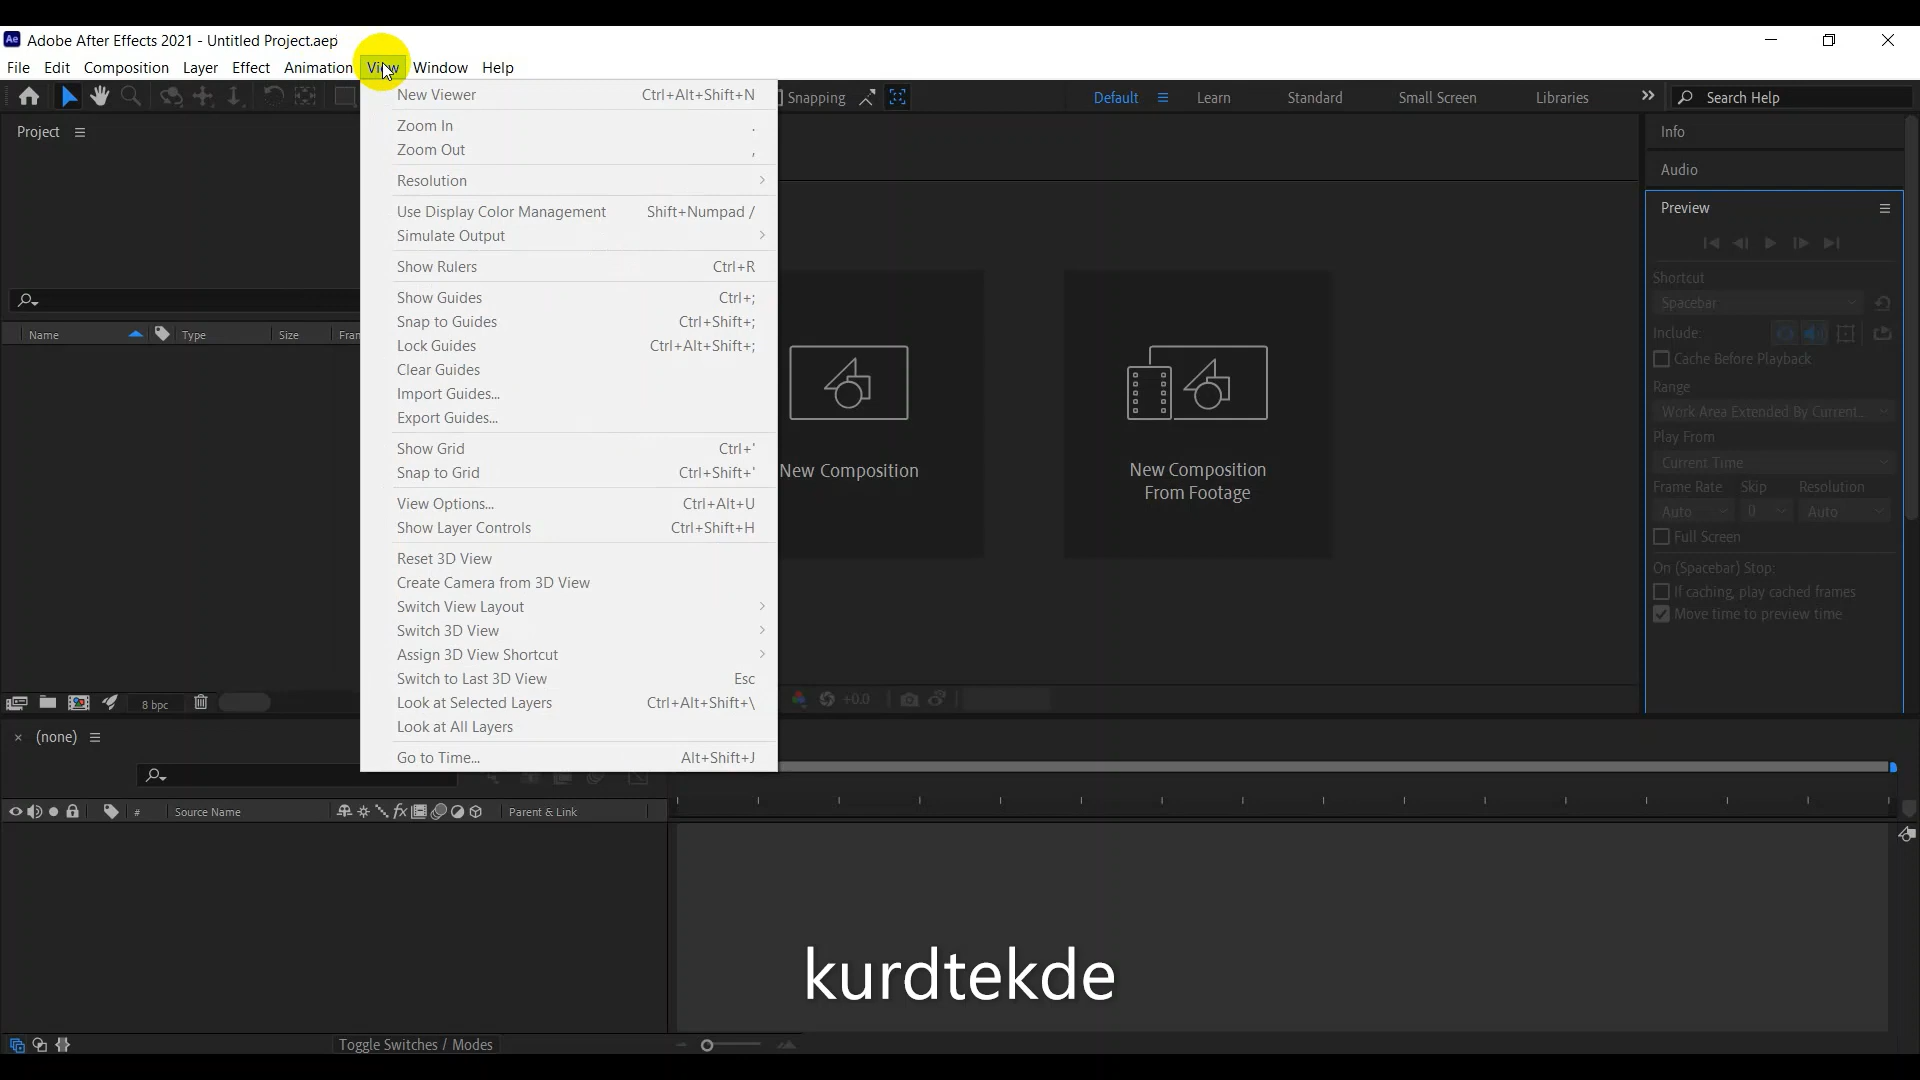 Adobe After Effects 2021 - Untitled Project.aep
File Edit Composition Layer Effect Animation View Window Help
Snapping
Default Learn Standard Small Screen Libraries Search Help
Project
New Viewer Ctrl+Alt+Shift+N
Zoom In .
Zoom Out ,
Resolution
Use Display Color Management Shift+Numpad /
Simulate Output
Show Rulers Ctrl+R
Show Guides Ctrl+;
Snap to Guides Ctrl+Shift+;
Lock Guides Ctrl+Alt+Shift+;
Clear Guides
Import Guides...
Export Guides...
Show Grid Ctrl+'
Snap to Grid Ctrl+Shift+'
View Options... Ctrl+Alt+U
Show Layer Controls Ctrl+Shift+H
Reset 3D View
Create Camera from 3D View
Switch View Layout
Switch 3D View
Assign 3D View Shortcut
Switch to Last 3D View Esc
Look at Selected Layers Ctrl+Alt+Shift+\
Look at All Layers
Go to Time... Alt+Shift+J
Name Type Size Fran
8 bpc
New Composition
New Composition
From Footage
+0.0
Info
Audio
Preview
Shortcut
Spacebar
Include:
Cache Before Playback
Range
Work Area Extended By Current...
Play From
Current Time
Frame Rate Skip Resolution
Auto 0 Auto
Full Screen
On (Spacebar) Stop:
If caching, play cached frames
Move time to preview time
(none)
# Source Name fx Parent & Link
kurdtekde
Toggle Switches / Modes